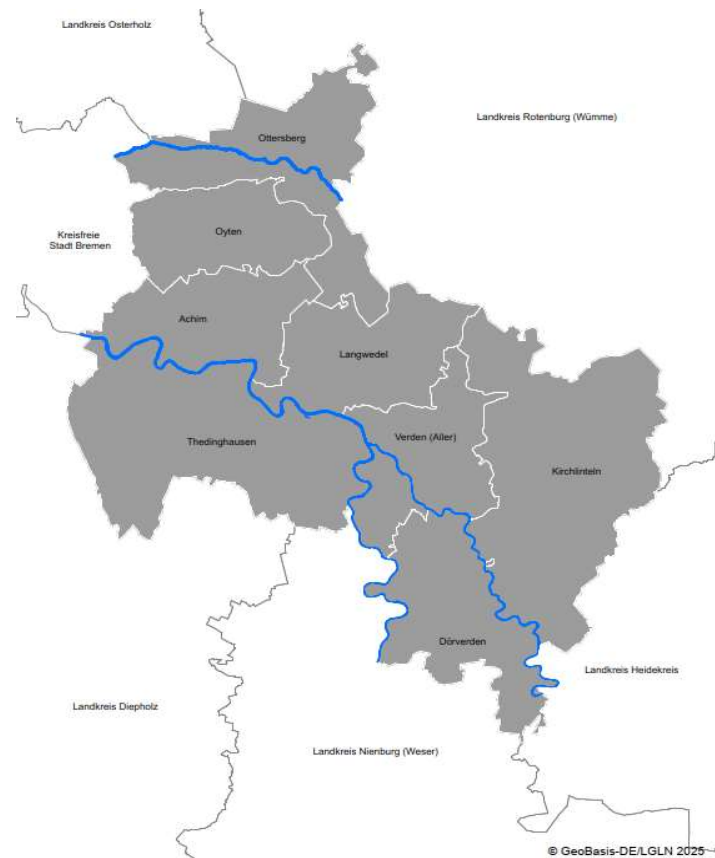 Landkreis Osterholz
Landkreis Rotenburg (Wümme)
Ottersberg
Kreisfreie
Stadt Bremen
Oyten
Achim
Langwedel
Thedinghausen
Verden (Aller)
Kirchlinteln
Dörverden
Landkreis Heidekreis
Landkreis Diepholz
Landkreis Nienburg (Weser)
© GeoBasis-DE/LGLN 2025